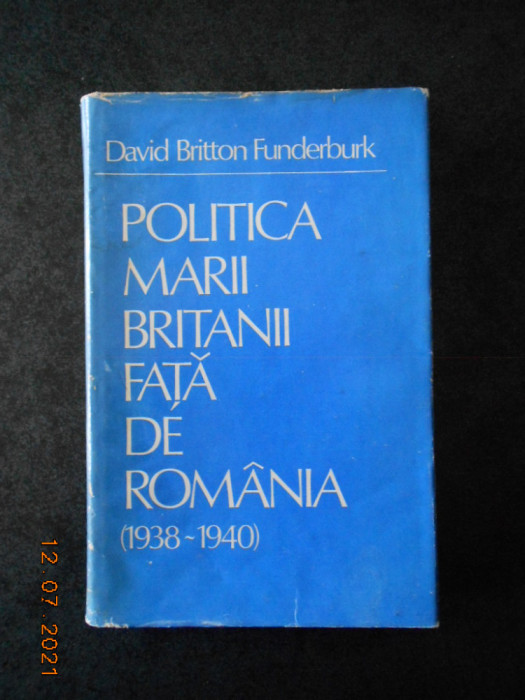 David Britton Funderburk
POLITICA
MARII
BRITANII
FAȚĂ
DE
ROMÂNIA
(1938~1940)
12.07.2021